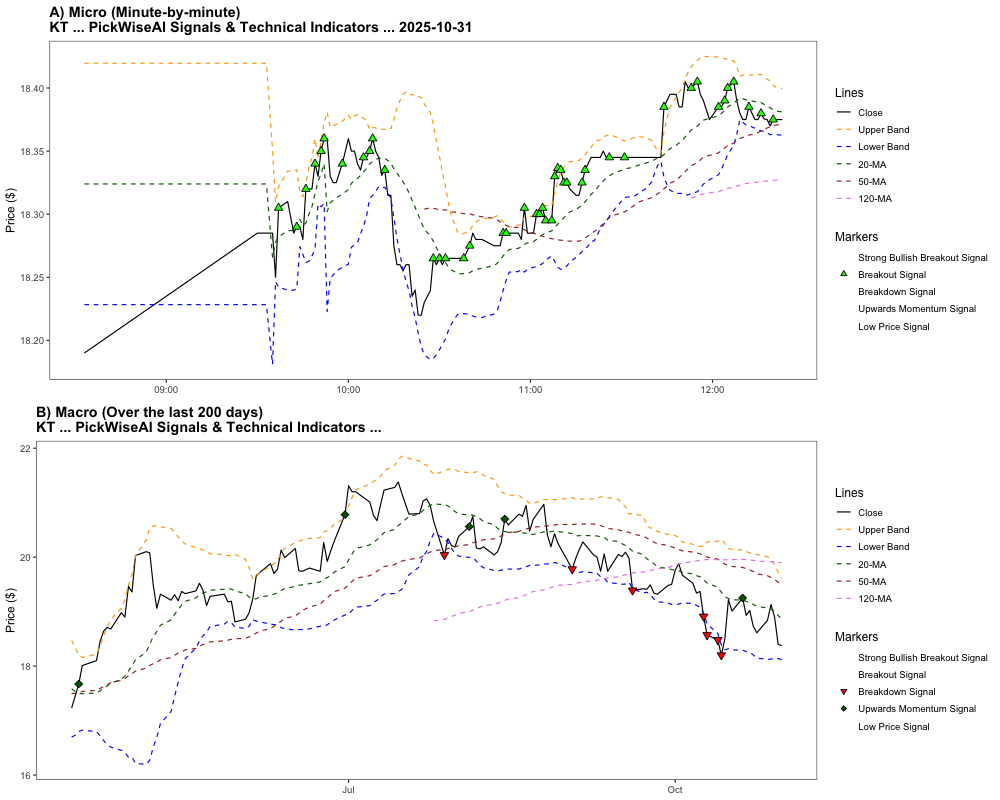 A) Micro (Minute-by-minute)
KT ... PickWiseAI Signals & Technical Indicators ... 2025-10-31
Price ($)
18.40
18.35
18.30
18.25
18.20
09:00
10:00
11:00
12:00
Lines
Close
Upper Band
Lower Band
20-MA
50-MA
120-MA
Markers
Strong Bullish Breakout Signal
Breakout Signal
Breakdown Signal
Upwards Momentum Signal
Low Price Signal
B) Macro (Over the last 200 days)
KT ... PickWiseAI Signals & Technical Indicators ...
Price ($)
22
20
18
16
Jul
Oct
Lines
Close
Upper Band
Lower Band
20-MA
50-MA
120-MA
Markers
Strong Bullish Breakout Signal
Breakout Signal
Breakdown Signal
Upwards Momentum Signal
Low Price Signal